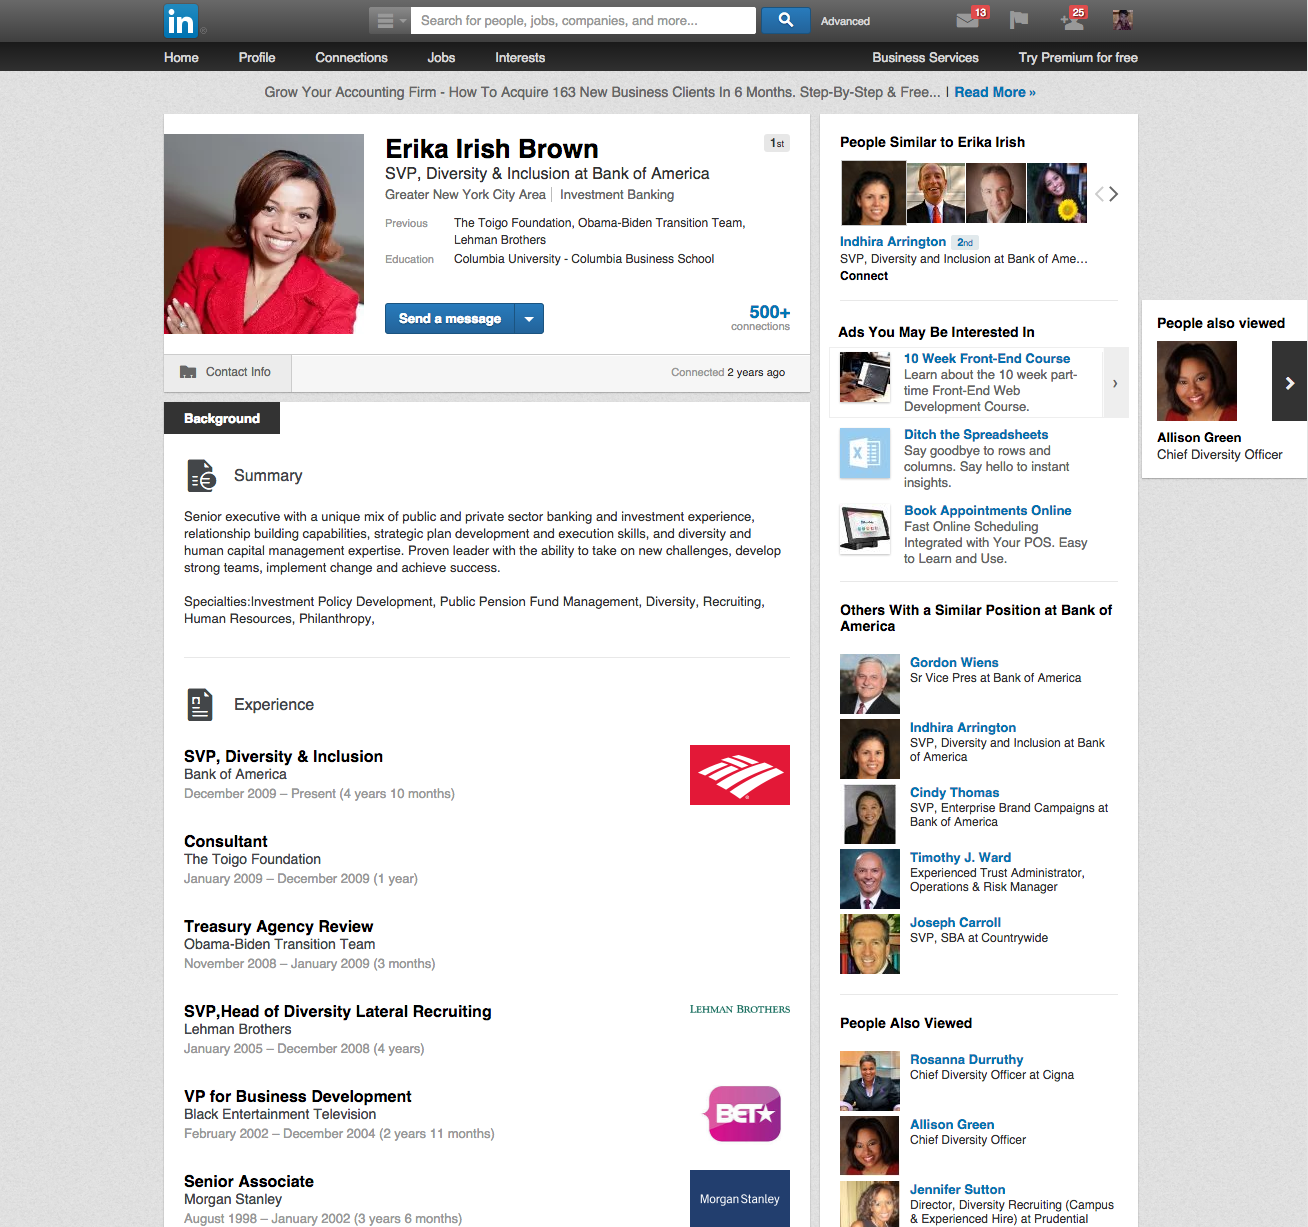 in
Search for people, jobs, companies, and more...
Advanced
13
25
Home
Profile
Connections
Jobs
Interests
Business Services
Try Premium for free
Grow Your Accounting Firm - How To Acquire 163 New Business Clients In 6 Months. Step-By-Step & Free... | Read More »
Erika Irish Brown
1st
SVP, Diversity & Inclusion at Bank of America
Greater New York City Area | Investment Banking
Previous
The Toigo Foundation, Obama-Biden Transition Team,
Lehman Brothers
Education
Columbia University - Columbia Business School
Send a message
500+
connections
Contact Info
Connected 2 years ago
Background
Summary
Senior executive with a unique mix of public and private sector banking and investment experience,
relationship building capabilities, strategic plan development and execution skills, and diversity and
human capital management expertise. Proven leader with the ability to take on new challenges, develop
strong teams, implement change and achieve success.
Specialties:Investment Policy Development, Public Pension Fund Management, Diversity, Recruiting,
Human Resources, Philanthropy,
Experience
SVP, Diversity & Inclusion
Bank of America
December 2009 – Present (4 years 10 months)
Consultant
The Toigo Foundation
January 2009 – December 2009 (1 year)
Treasury Agency Review
Obama-Biden Transition Team
November 2008 – January 2009 (3 months)
SVP,Head of Diversity Lateral Recruiting
Lehman Brothers
January 2005 – December 2008 (4 years)
LEHMAN BROTHERS
VP for Business Development
Black Entertainment Television
February 2002 – December 2004 (2 years 11 months)
BET★
Senior Associate
Morgan Stanley
August 1998 – January 2002 (3 years 6 months)
Morgan Stanley
People Similar to Erika Irish
Indhira Arrington 2nd
SVP, Diversity and Inclusion at Bank of Ame...
Connect
Ads You May Be Interested In
10 Week Front-End Course
Learn about the 10 week part-
time Front-End Web
Development Course.
Ditch the Spreadsheets
Say goodbye to rows and
columns. Say hello to instant
insights.
X
Book Appointments Online
Fast Online Scheduling
Integrated with Your POS. Easy
to Learn and Use.
Others With a Similar Position at Bank of
America
Gordon Wiens
Sr Vice Pres at Bank of America
Indhira Arrington
SVP, Diversity and Inclusion at Bank
of America
Cindy Thomas
SVP, Enterprise Brand Campaigns at
Bank of America
Timothy J. Ward
Experienced Trust Administrator,
Operations & Risk Manager
Joseph Carroll
SVP, SBA at Countrywide
People Also Viewed
Rosanna Durruthy
Chief Diversity Officer at Cigna
Allison Green
Chief Diversity Officer
Jennifer Sutton
Director, Diversity Recruiting (Campus
& Experienced Hire) at Prudential
People also viewed
Allison Green
Chief Diversity Officer